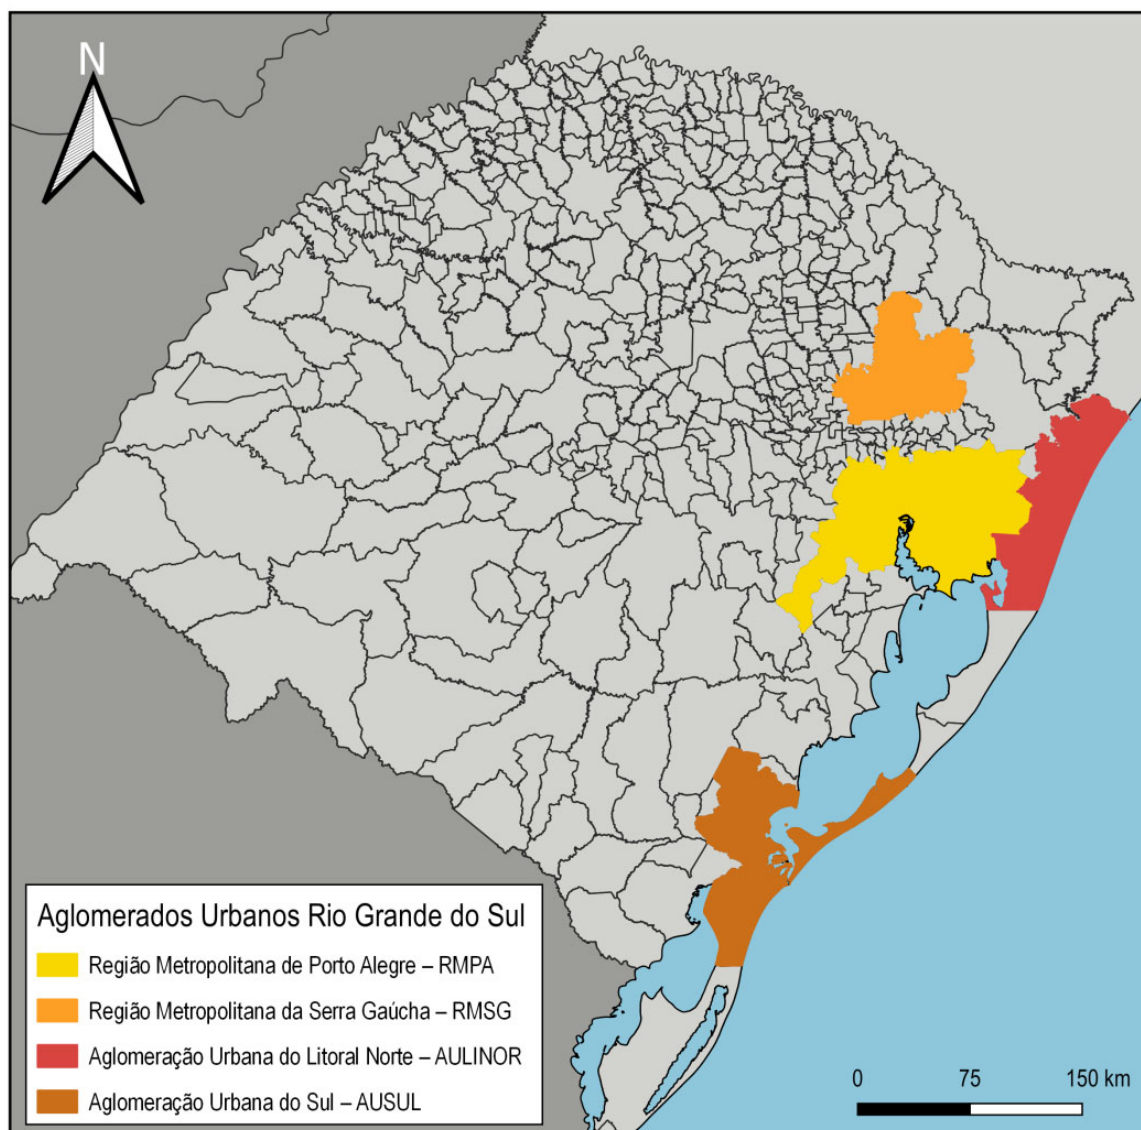 N
Aglomerados Urbanos Rio Grande do Sul
Região Metropolitana de Porto Alegre – RMPA
Região Metropolitana da Serra Gaúcha – RMSG
Aglomeração Urbana do Litoral Norte – AULINOR
Aglomeração Urbana do Sul – AUSUL
0 75 150 km